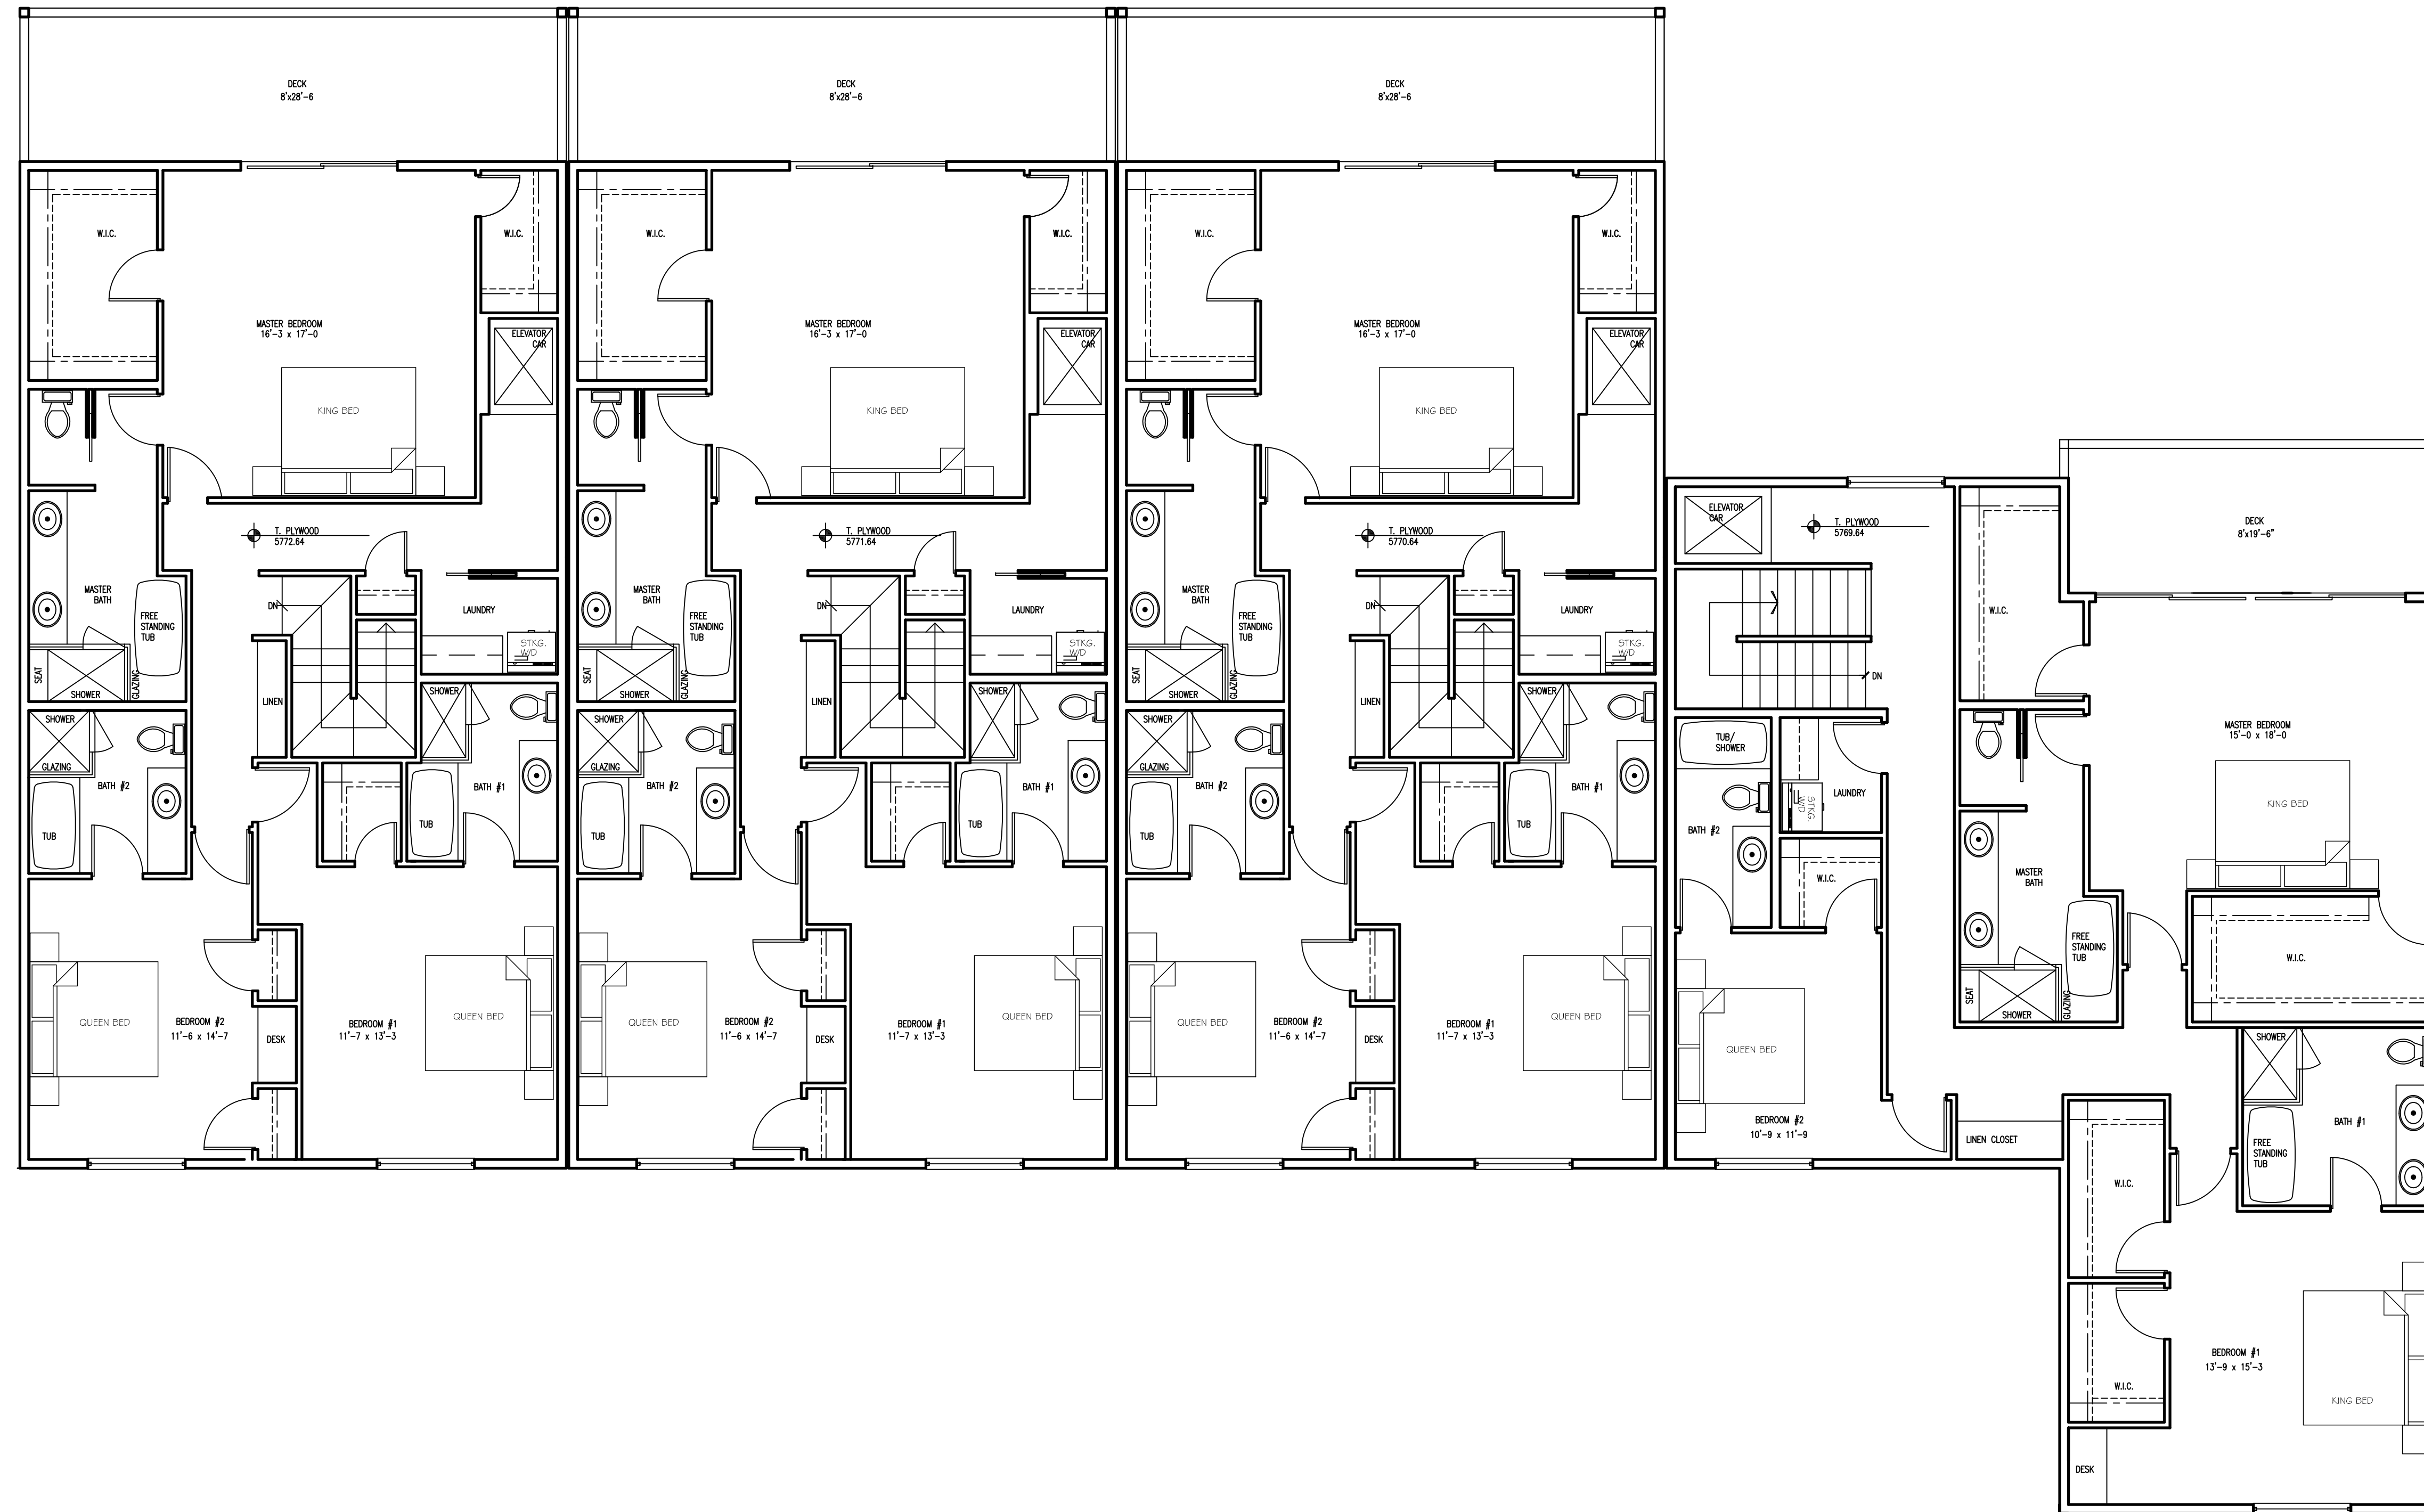 DECK
8'x28'-6
W.I.C.
W.I.C.
MASTER BEDROOM
16'-3 x 17'-0
ELEVATOR
CAR
KING BED
T. PLYWOOD
5772.64
MASTER
BATH
FREE
STANDING
TUB
DN
LAUNDRY
STKG.
W/D
SEAT
SHOWER
GLAZING
LINEN
SHOWER
SHOWER
GLAZING
BATH #2
TUB
BATH #1
TUB
QUEEN BED
BEDROOM #2
11'-6 x 14'-7
DESK
BEDROOM #1
11'-7 x 13'-3
QUEEN BED
DECK
8'x28'-6
W.I.C.
W.I.C.
MASTER BEDROOM
16'-3 x 17'-0
ELEVATOR
CAR
KING BED
T. PLYWOOD
5771.64
MASTER
BATH
FREE
STANDING
TUB
DN
LAUNDRY
STKG.
W/D
SEAT
SHOWER
GLAZING
LINEN
SHOWER
SHOWER
GLAZING
BATH #2
TUB
BATH #1
TUB
QUEEN BED
BEDROOM #2
11'-6 x 14'-7
DESK
BEDROOM #1
11'-7 x 13'-3
QUEEN BED
DECK
8'x28'-6
W.I.C.
W.I.C.
MASTER BEDROOM
16'-3 x 17'-0
ELEVATOR
CAR
KING BED
T. PLYWOOD
5770.64
MASTER
BATH
FREE
STANDING
TUB
DN
LAUNDRY
STKG.
W/D
SEAT
SHOWER
GLAZING
LINEN
SHOWER
SHOWER
GLAZING
BATH #2
TUB
BATH #1
TUB
QUEEN BED
BEDROOM #2
11'-6 x 14'-7
DESK
BEDROOM #1
11'-7 x 13'-3
QUEEN BED
ELEVATOR
CAR
T. PLYWOOD
5769.64
DECK
8'x19'-6"
W.I.C.
DN
TUB/
SHOWER
MASTER BEDROOM
15'-0 x 18'-0
LAUNDRY
STKG.
W/D
KING BED
BATH #2
W.I.C.
MASTER
BATH
FREE
STANDING
TUB
W.I.C.
SEAT
SHOWER
GLAZING
QUEEN BED
SHOWER
BEDROOM #2
10'-9 x 11'-9
LINEN CLOSET
BATH #1
FREE
STANDING
TUB
W.I.C.
BEDROOM #1
13'-9 x 15'-3
W.I.C.
KING BED
DESK